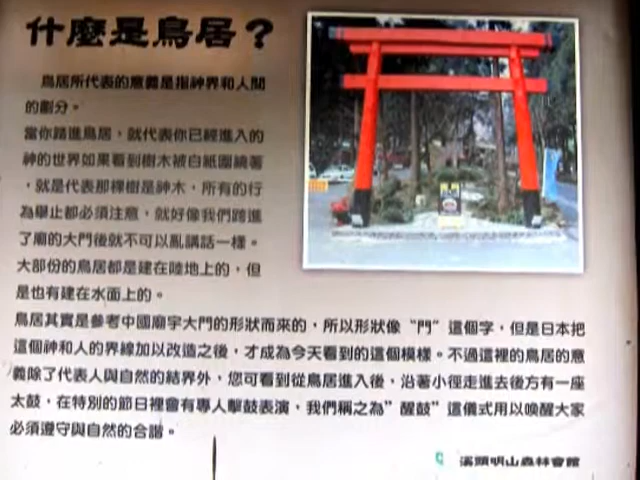 什麼是鳥居？
鳥居所代表的意義是指神界和人間
的劃分。
當你踏進鳥居，就代表你已經進入的
神的世界如果看到樹木被白紙圍繞著
，就是代表那棵樹是神木，所有的行
為舉止都必須注意，就好像我們跨進
了廟的大門後就不可以亂講話一樣。
大部份的鳥居都是建在陸地上的，但
是也有建在水面上的。
鳥居其實是參考中國廟宇大門的形狀而來的，所以形狀像“門”這個字，但是日本把
這個神和人的界線加以改造之後，才成為今天看到的這個模樣。不過這裡的鳥居的意
義除了代表人與自然的結界外，您可看到從鳥居進入後，沿著小徑走進去後方有一座
太鼓，在特別的節日裡會有專人擊鼓表演，我們稱之為”醒鼓”這儀式用以喚醒大家
必須遵守與自然的合諧。
溪頭明山森林會館